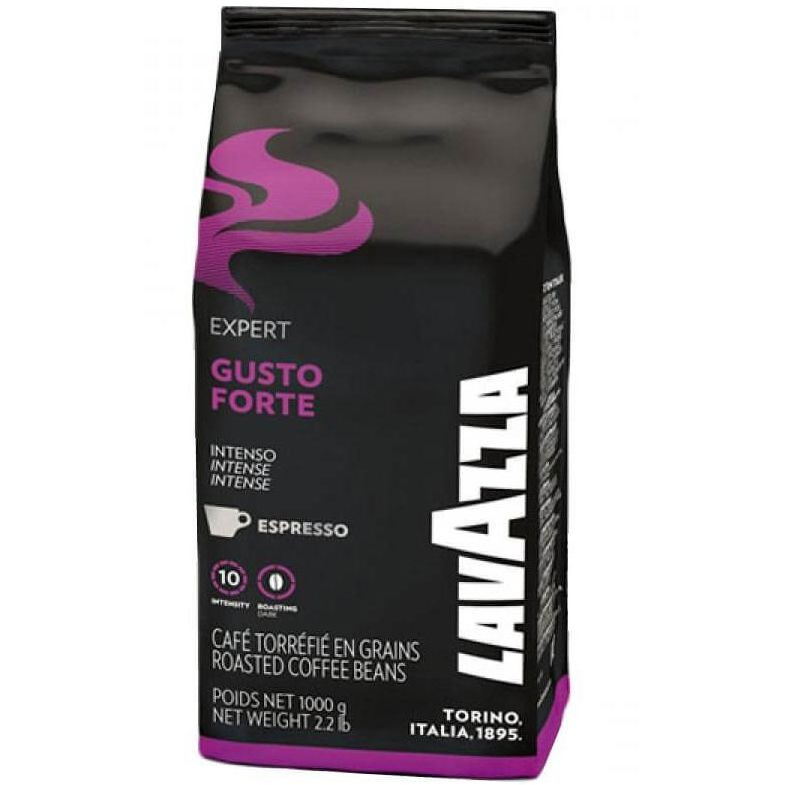 EXPERT
GUSTO
FORTE
INTENSO
INTENSE
INTENSE
ESPRESSO
10
INTENSITY
ROASTING
DARK
CAFÉ TORRÉFIÉ EN GRAINS
ROASTED COFFEE BEANS
POIDS NET 1000 g
NET WEIGHT 2.2 lb
LAVAZZA
TORINO,
ITALIA, 1895.